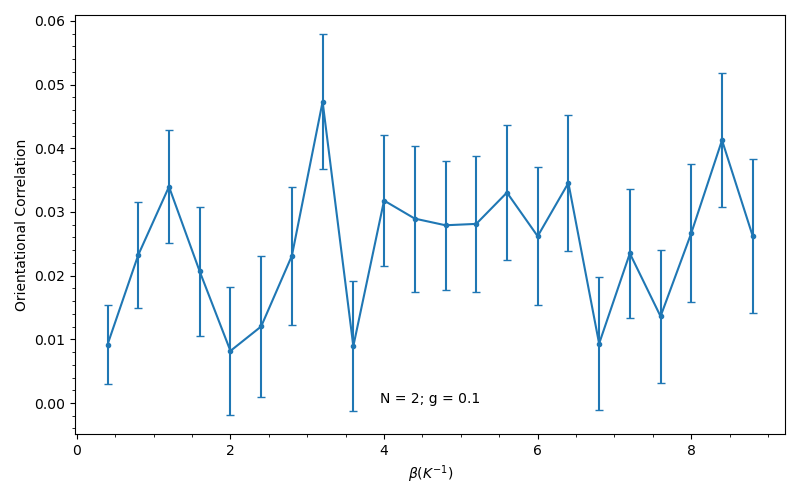 0.06
0.05
0.04
0.03
0.02
0.01
0.00
Orientational Correlation
N = 2; g = 0.1
0 2 4 6 8
β(K⁻¹)